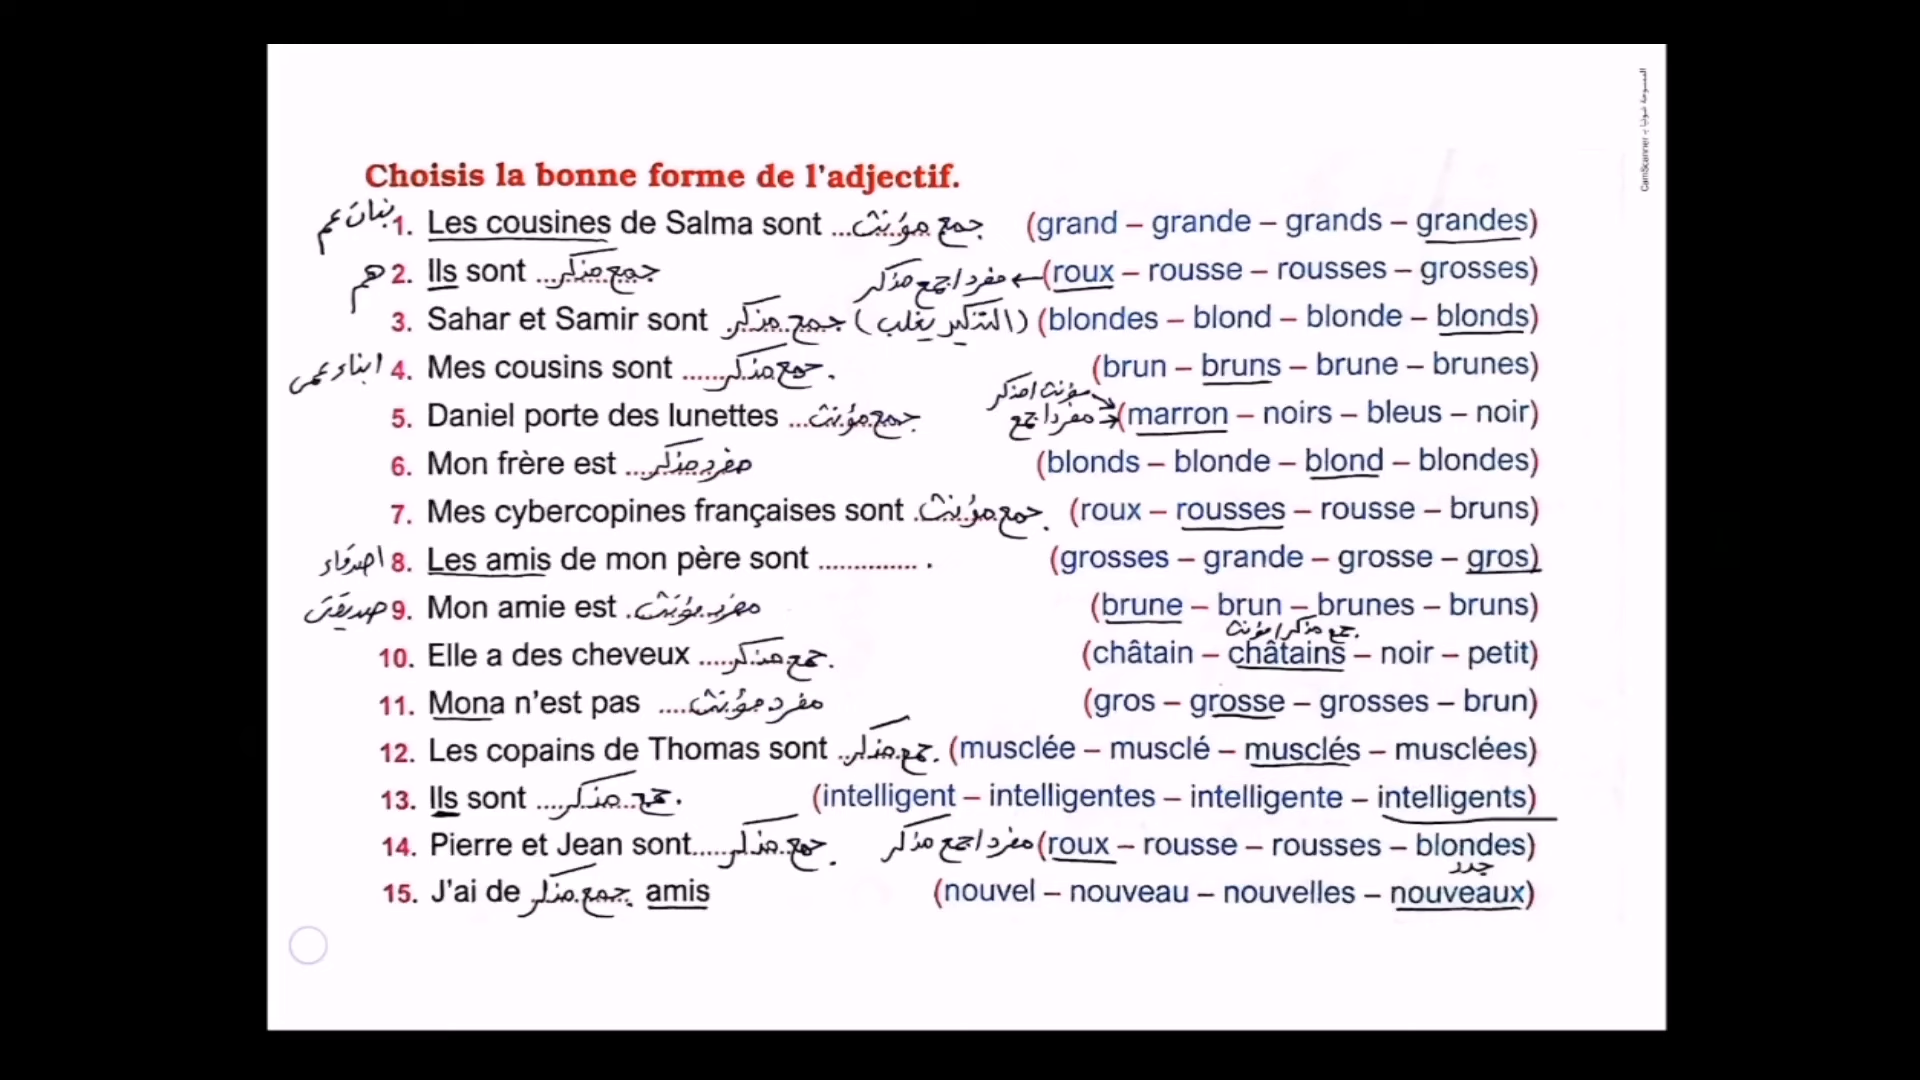 الممسوحة ضوئيا بـ CamScanner
Choisis la bonne forme de l'adjectif.
بنات عم 1. Les cousines de Salma sont ... جمع مؤنث (grand – grande – grands – grandes)
هم 2. Ils sont ... جمع مذكر مفرد / جمع مذكر ← (roux – rousse – rousses – grosses)
3. Sahar et Samir sont جمع مذكر (التذكير يغلب) (blondes – blond – blonde – blonds)
ابناء عمى 4. Mes cousins sont ...... جمع مذكر. (brun – bruns – brune – brunes)
مؤنث / مذكر
5. Daniel porte des lunettes ... جمع مؤنث مفرد / جمع → (marron – noirs – bleus – noir)
6. Mon frère est ... مفرد مذكر (blonds – blonde – blond – blondes)
7. Mes cybercopines françaises sont . جمع مؤنث. (roux – rousses – rousse – bruns)
اصدقاء 8. Les amis de mon père sont .............. . (grosses – grande – grosse – gros)
صديقتى 9. Mon amie est . مفرد مؤنث (brune – brun – brunes – bruns)
جمع مذكر / مؤنث
10. Elle a des cheveux ..... جمع مذكر. (châtain – châtains – noir – petit)
11. Mona n'est pas .... مفرد مؤنث (gros – grosse – grosses – brun)
12. Les copains de Thomas sont .. جمع مذكر. (musclée – musclé – musclés – musclées)
13. Ils sont .... جمع مذكر. (intelligent – intelligentes – intelligente – intelligents)
14. Pierre et Jean sont..... جمع مذكر. مفرد / جمع مذكر (roux – rousse – rousses – blondes)
جدد
15. J'ai de جمع مذكر. amis (nouvel – nouveau – nouvelles – nouveaux)